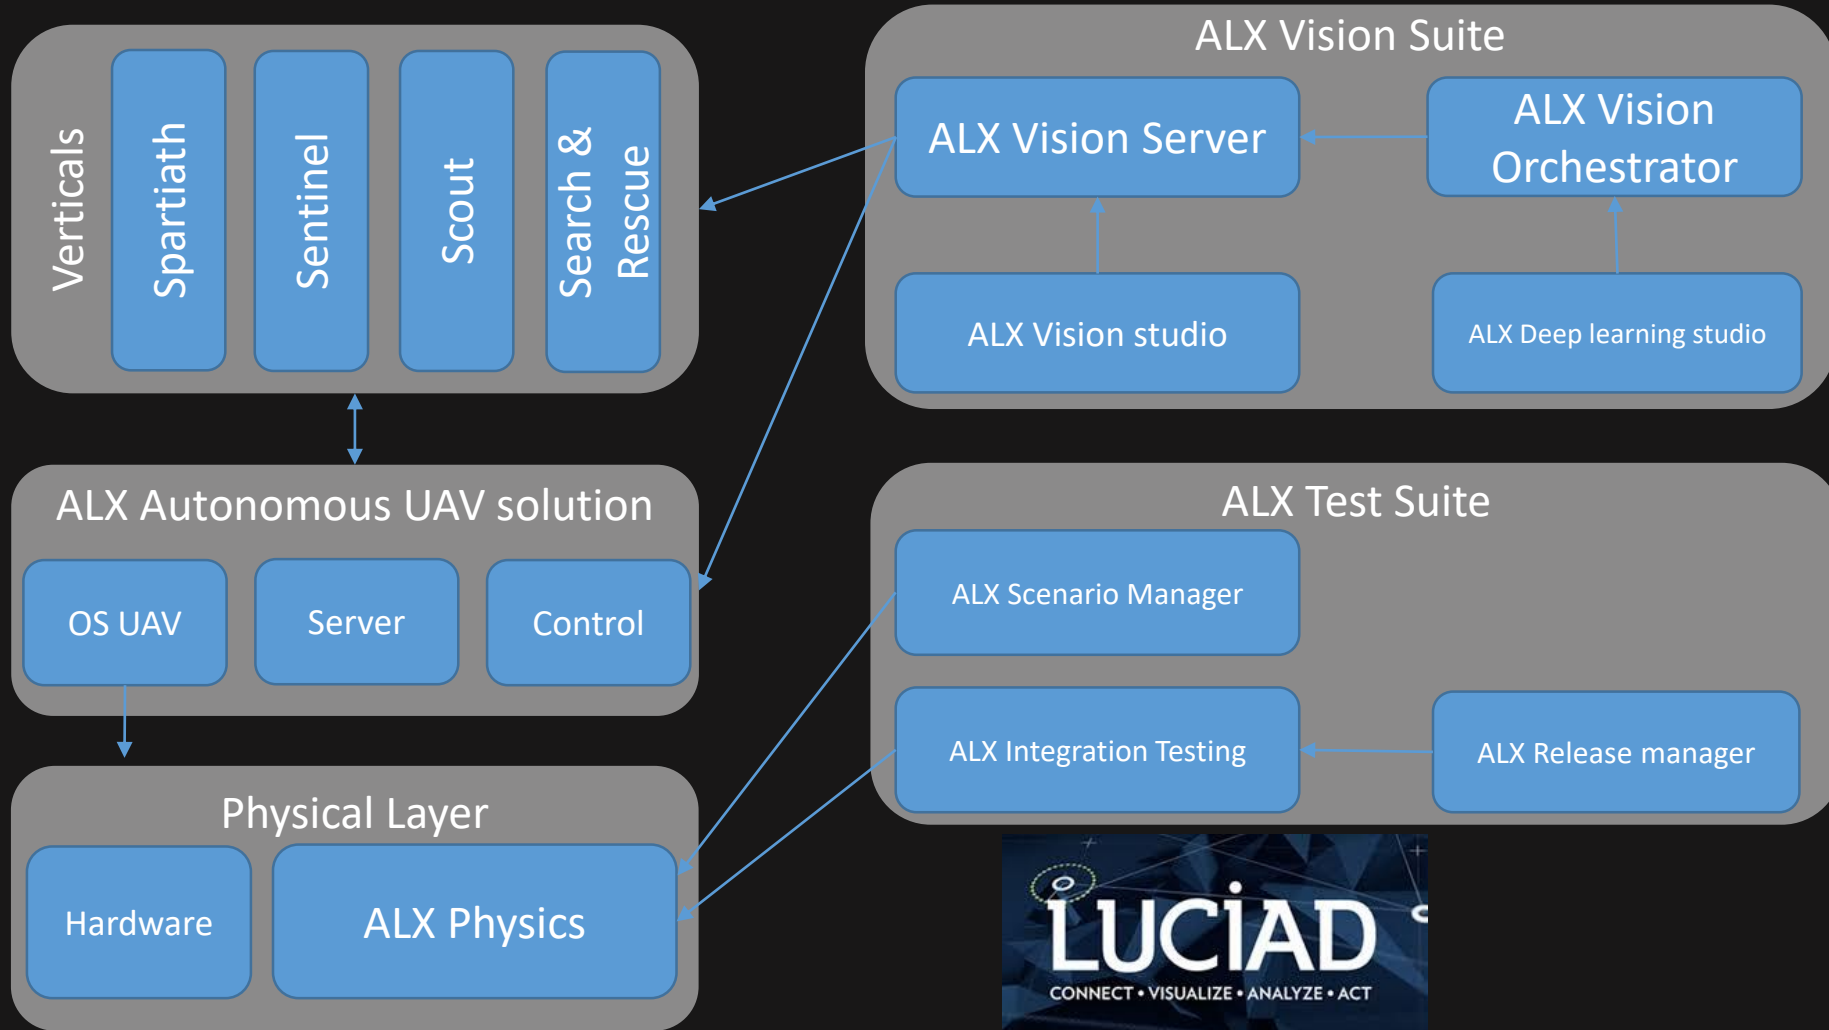 Verticals
Spartiath
Sentinel
Scout
Search &
Rescue
ALX Vision Suite
ALX Vision Server
ALX Vision
Orchestrator
ALX Vision studio
ALX Deep learning studio
ALX Autonomous UAV solution
OS UAV
Server
Control
ALX Test Suite
ALX Scenario Manager
ALX Integration Testing
ALX Release manager
Physical Layer
Hardware
ALX Physics
LUCiAD
CONNECT • VISUALIZE • ANALYZE • ACT